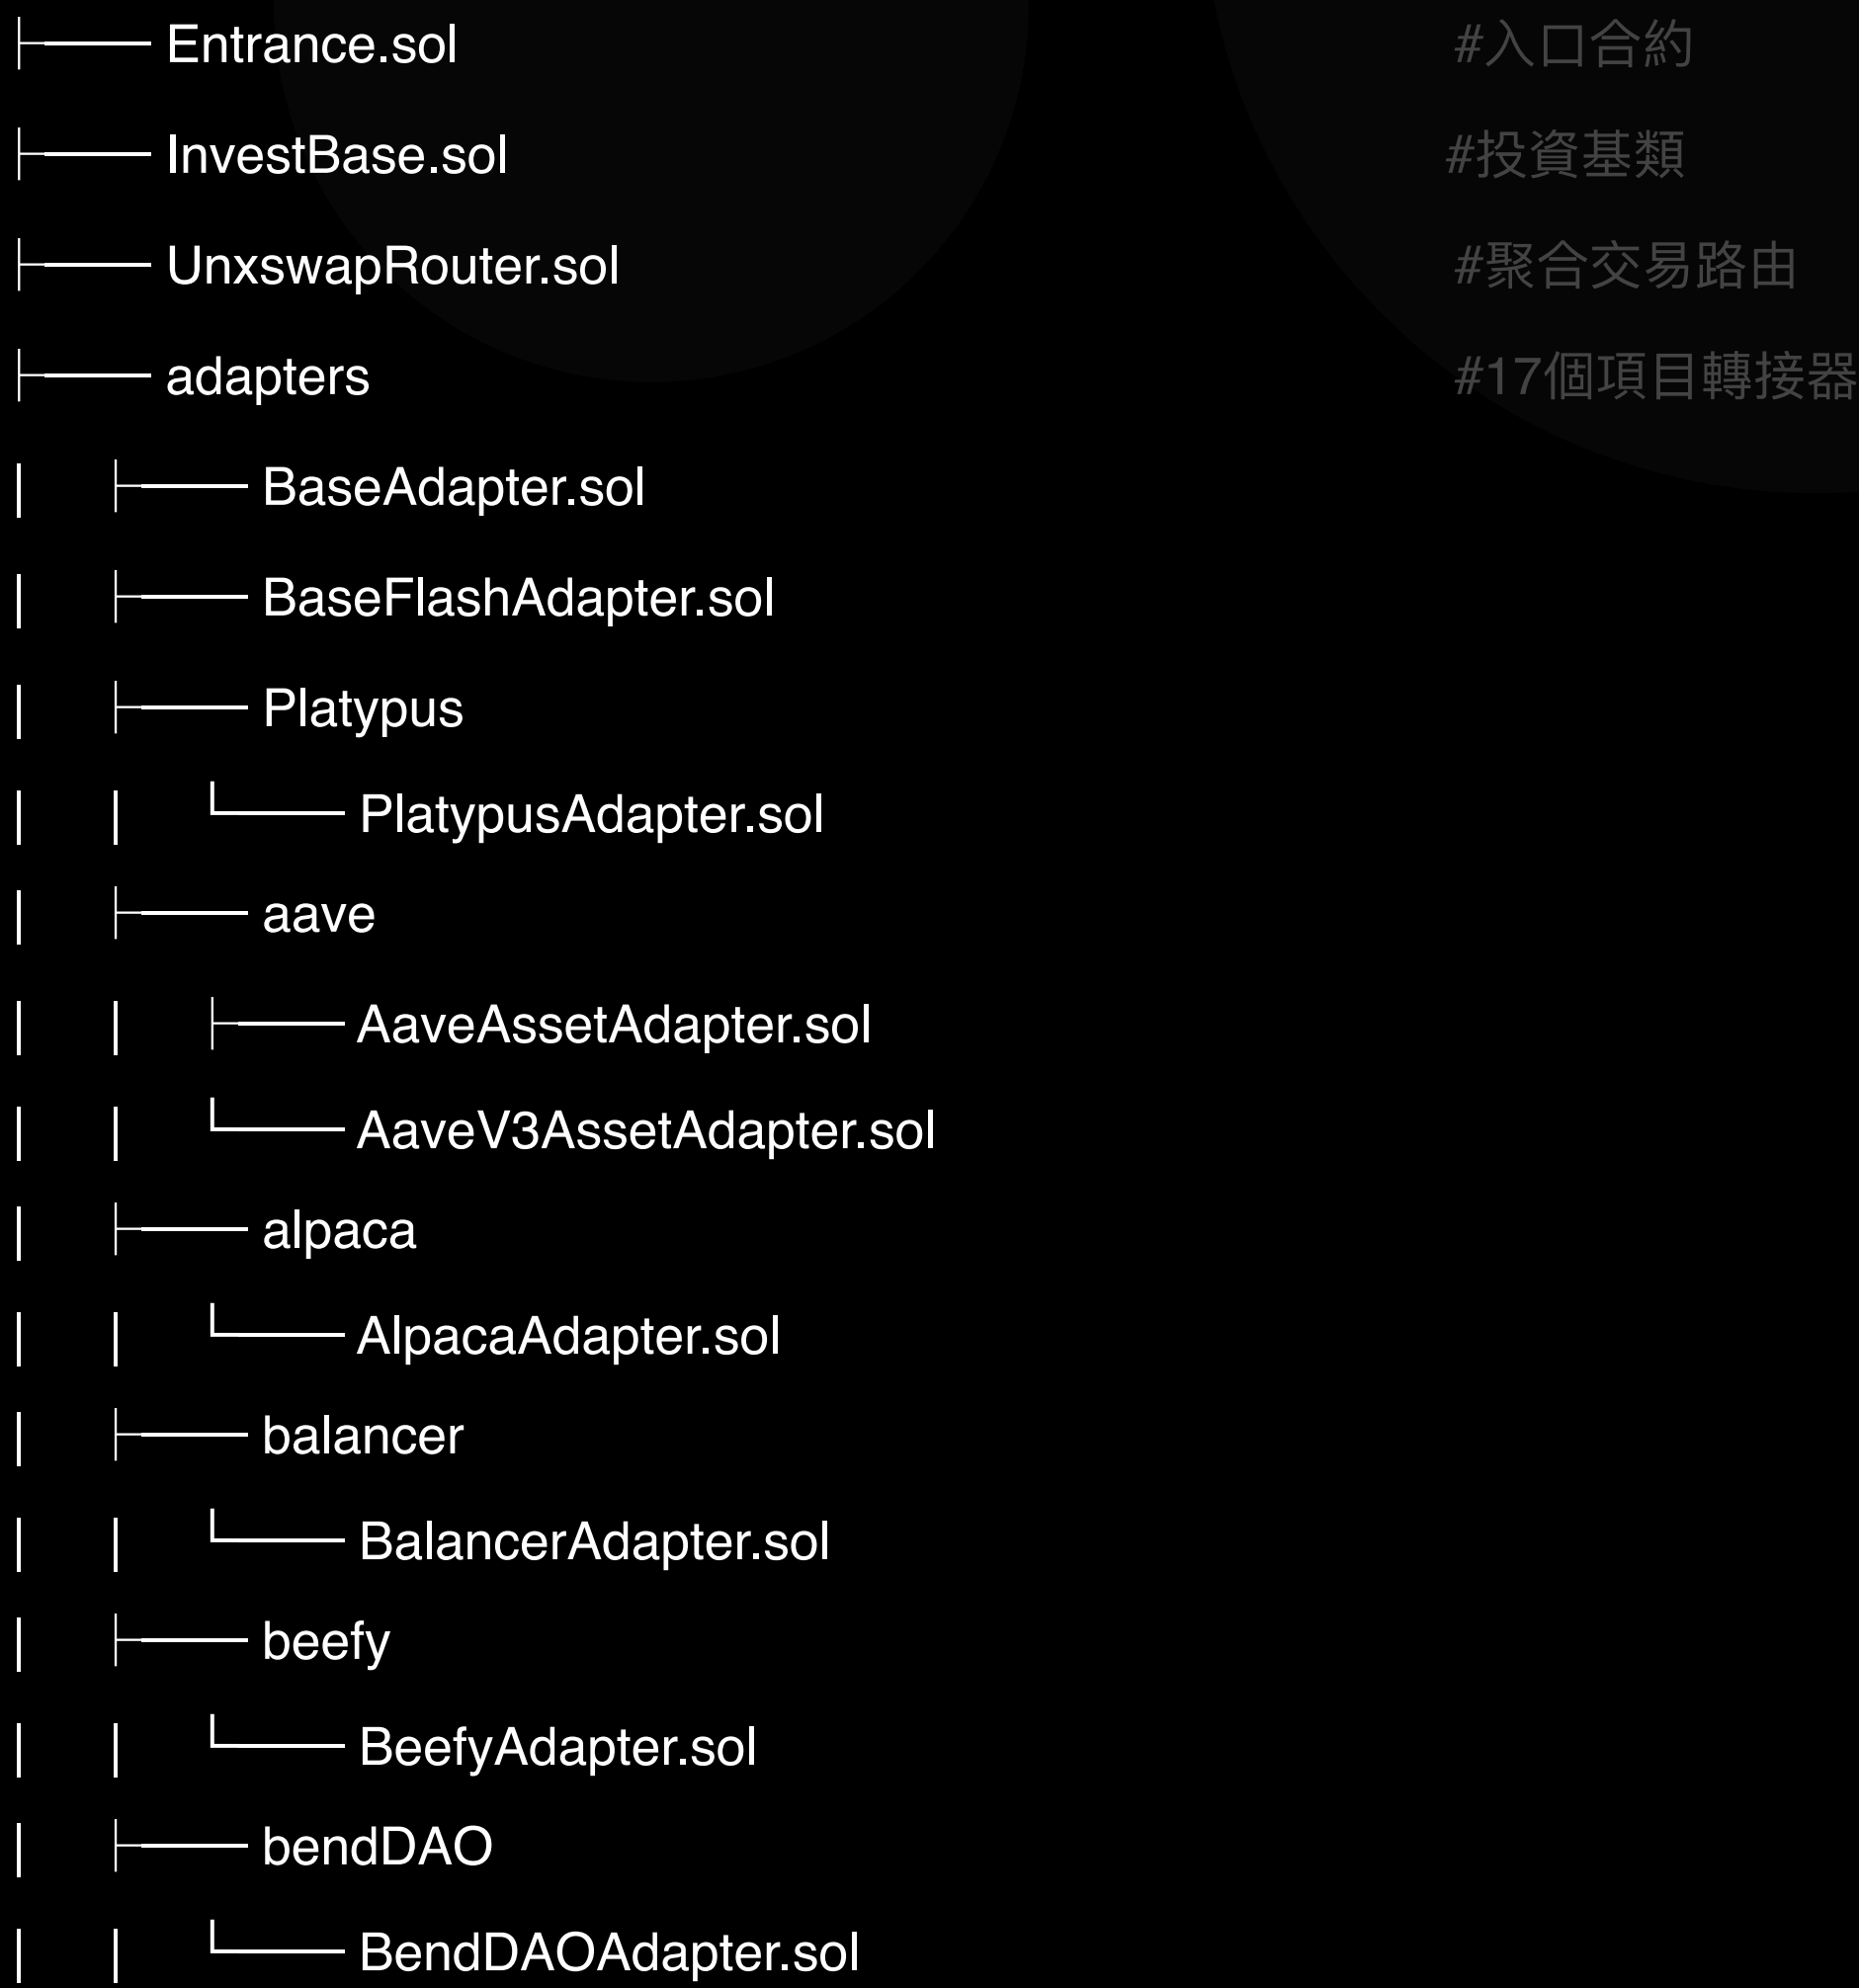 ├── Entrance.sol #入口合約
├── InvestBase.sol #投資基類
├── UnxswapRouter.sol #聚合交易路由
├── adapters #17個項目轉接器
| ├── BaseAdapter.sol
| ├── BaseFlashAdapter.sol
| ├── Platypus
| | └── PlatypusAdapter.sol
| ├── aave
| | ├── AaveAssetAdapter.sol
| | └── AaveV3AssetAdapter.sol
| ├── alpaca
| | └── AlpacaAdapter.sol
| ├── balancer
| | └── BalancerAdapter.sol
| ├── beefy
| | └── BeefyAdapter.sol
| ├── bendDAO
| | └── BendDAOAdapter.sol